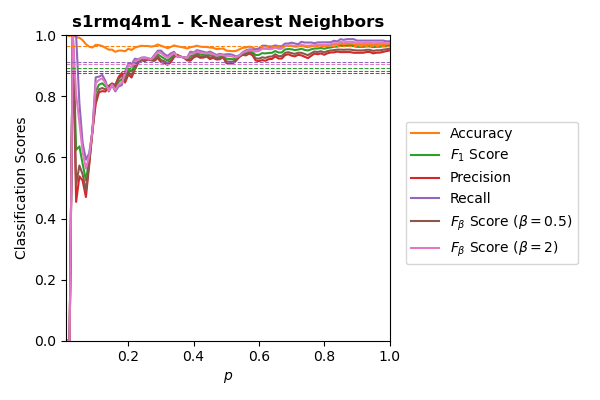 s1rmq4m1 - K-Nearest Neighbors
Classification Scores
1.0
0.8
0.6
0.4
0.2
0.0
0.2 0.4 0.6 0.8 1.0
p
Accuracy
F₁ Score
Precision
Recall
Fᵦ Score (β = 0.5)
Fᵦ Score (β = 2)